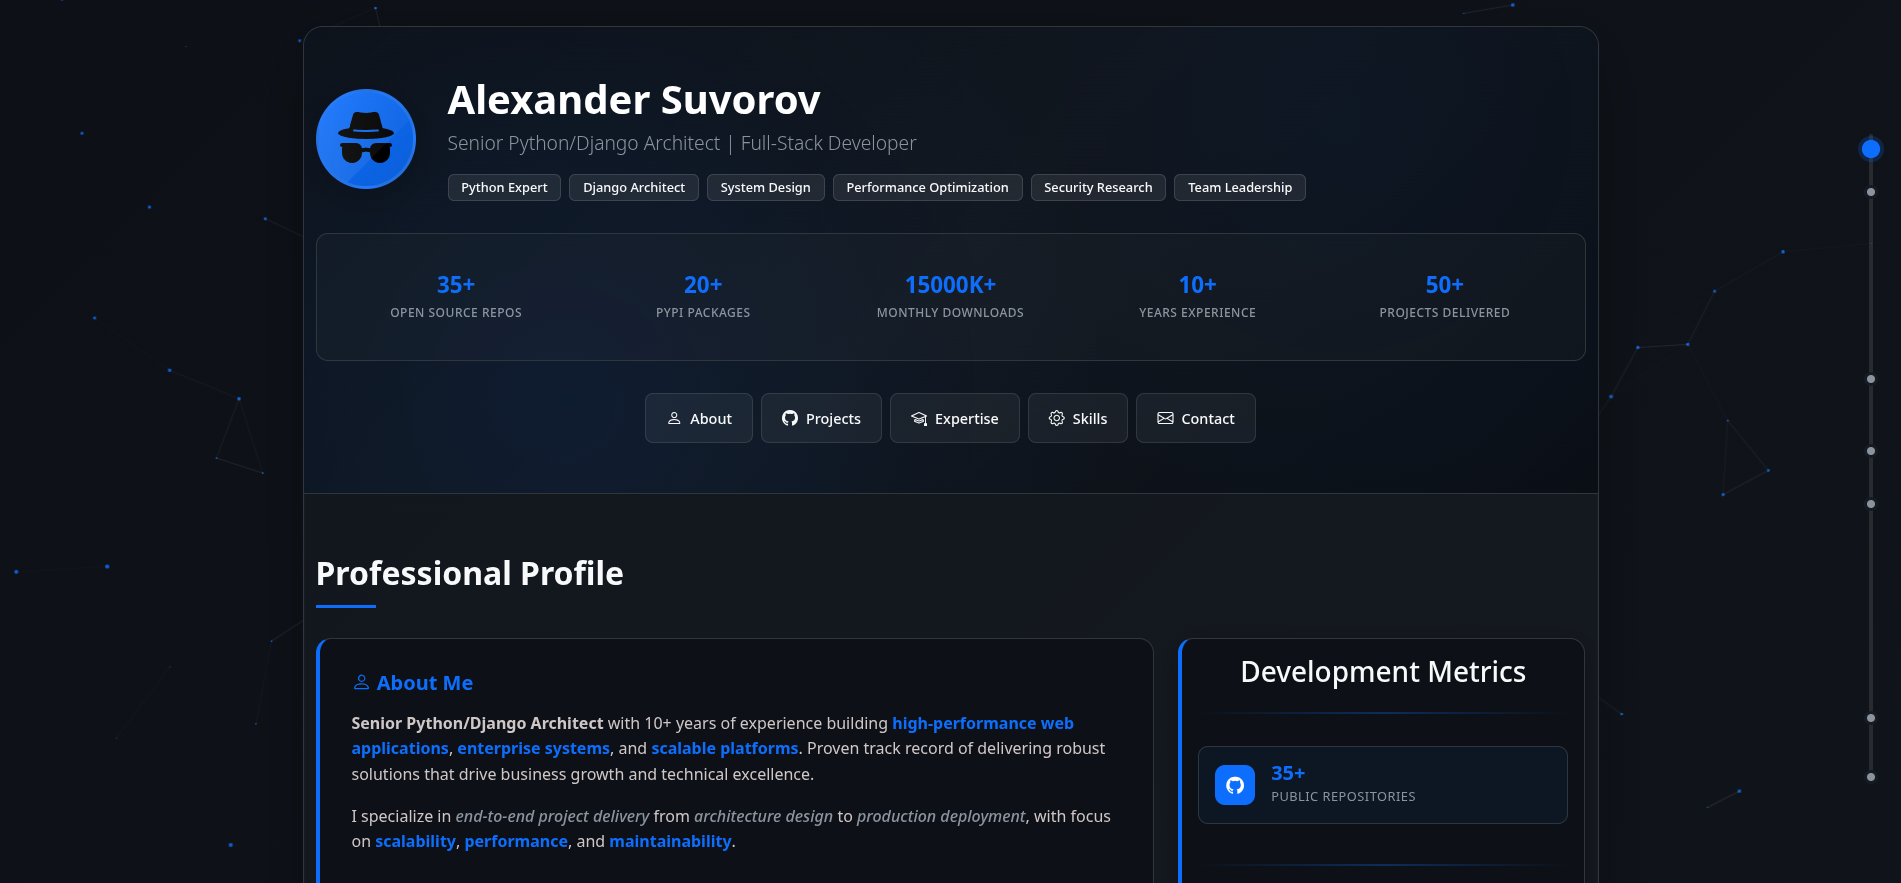 Alexander Suvorov
Senior Python/Django Architect | Full-Stack Developer
Python Expert Django Architect System Design Performance Optimization Security Research Team Leadership
35+ 20+ 15000K+ 10+ 50+
OPEN SOURCE REPOS PYPI PACKAGES MONTHLY DOWNLOADS YEARS EXPERIENCE PROJECTS DELIVERED
About Projects Expertise Skills Contact
Professional Profile
About Me
Senior Python/Django Architect with 10+ years of experience building high-performance web
applications, enterprise systems, and scalable platforms. Proven track record of delivering robust
solutions that drive business growth and technical excellence.
I specialize in end-to-end project delivery from architecture design to production deployment, with focus
on scalability, performance, and maintainability.
Development Metrics
35+
PUBLIC REPOSITORIES